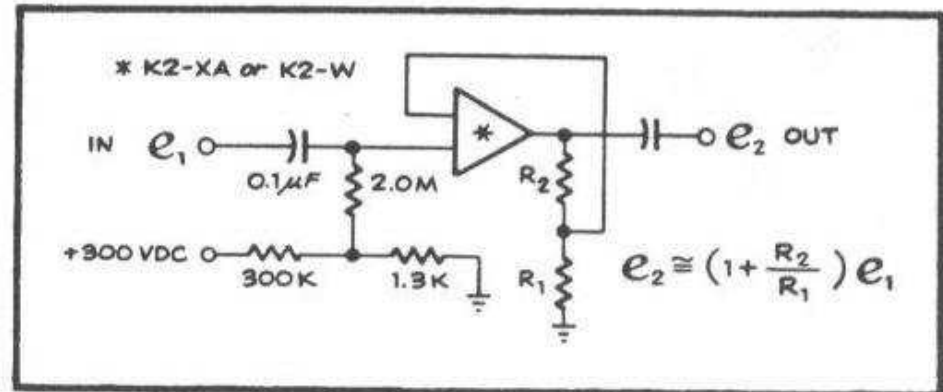 * K2-XA or K2-W
*
IN e₁
e₂ OUT
0.1μF
2.0M
R₂
+300 VDC
300K
1.3K
R₁
e₂ ≅ (1 + R₂/R₁) e₁